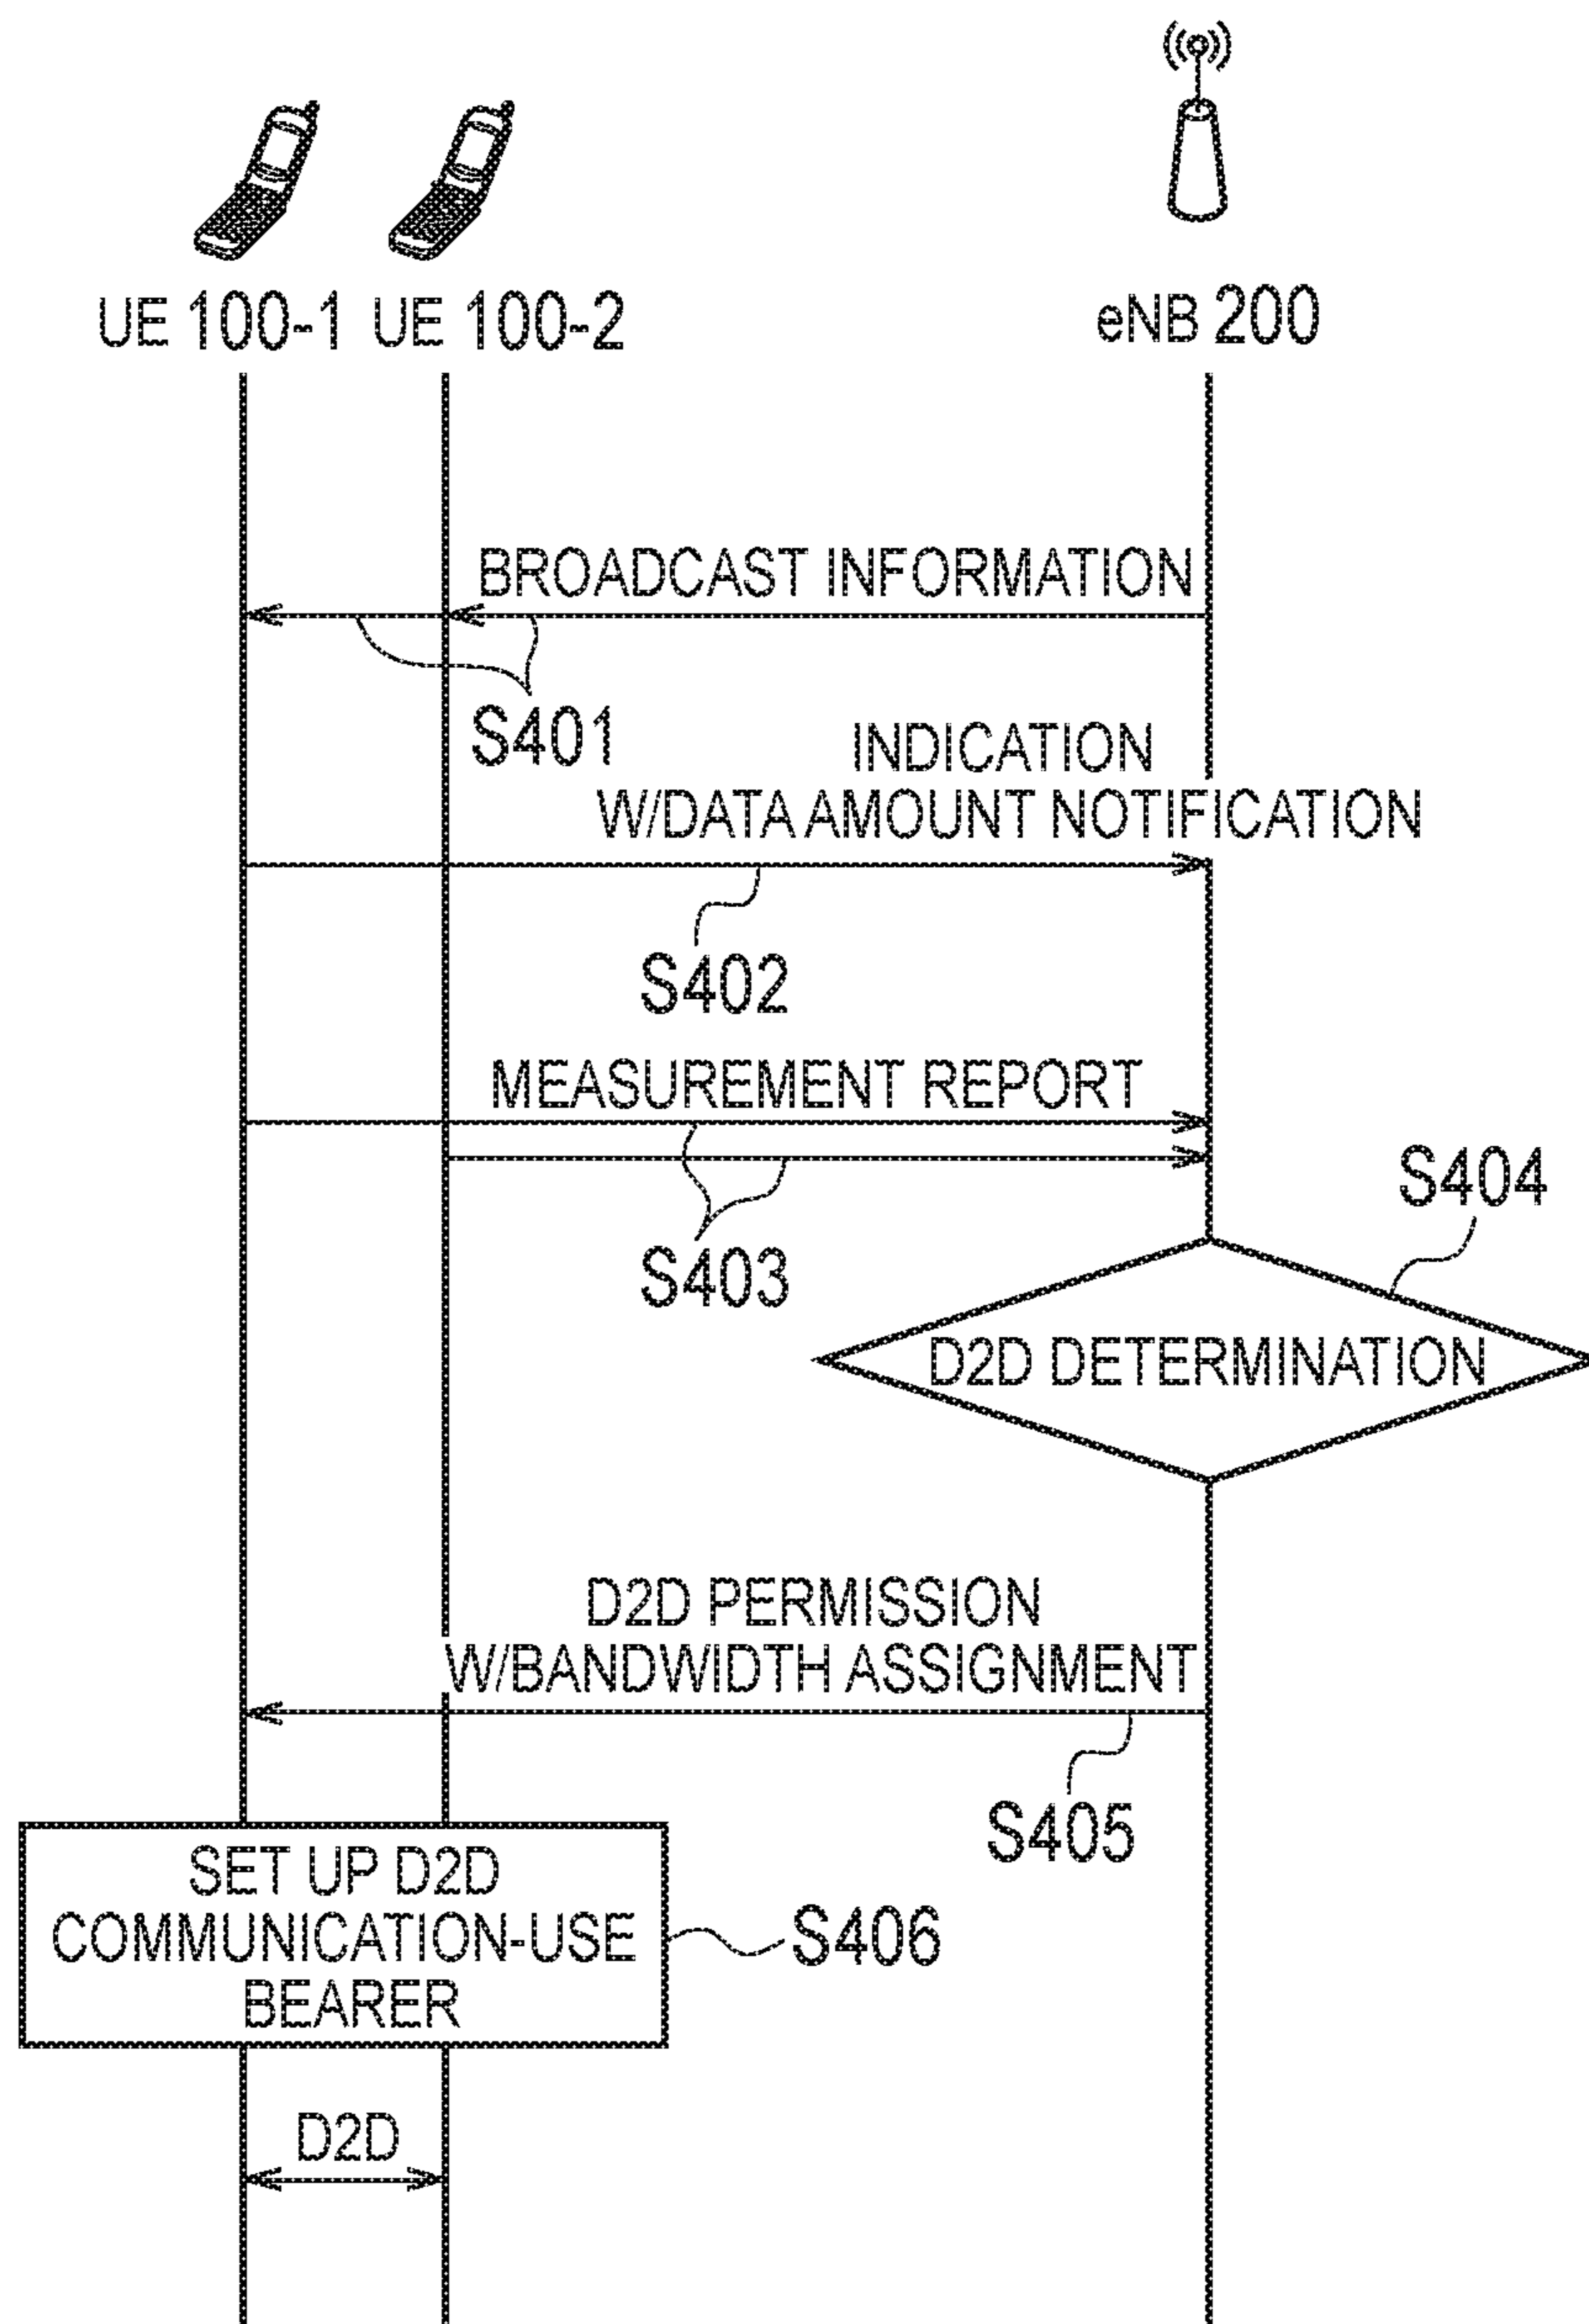 UE 100-1 UE 100-2 eNB 200
BROADCAST INFORMATION
S401
INDICATION
W/DATA AMOUNT NOTIFICATION
S402
MEASUREMENT REPORT
S403
S404
D2D DETERMINATION
D2D PERMISSION
W/BANDWIDTH ASSIGNMENT
S405
SET UP D2D
COMMUNICATION-USE
BEARER
S406
D2D